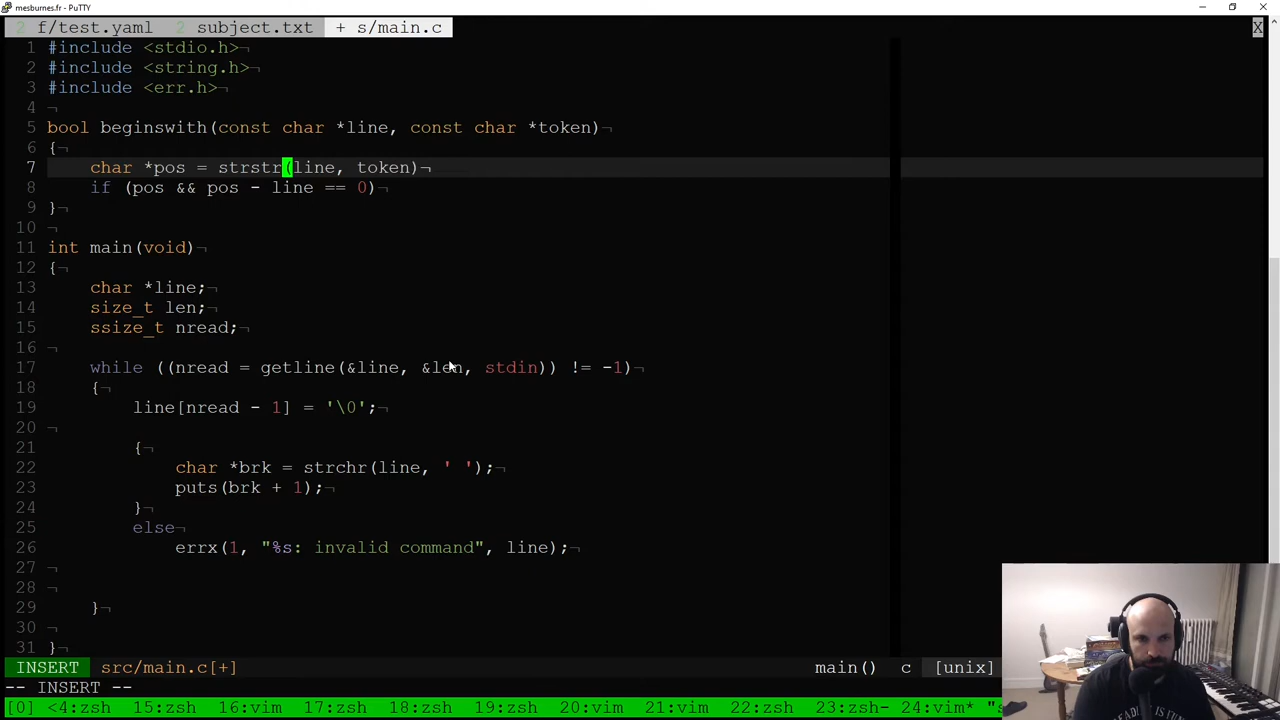 mesburnes.fr - PuTTY
2 f/test.yaml 2 subject.txt + s/main.c X
1 #include <stdio.h>¬
2 #include <string.h>¬
3 #include <err.h>¬
4 ¬
5 bool beginswith(const char *line, const char *token)¬
6 {¬
7 char *pos = strstr(line, token)¬
8 if (pos && pos - line == 0)¬
9 }¬
10 ¬
11 int main(void)¬
12 {¬
13 char *line;¬
14 size_t len;¬
15 ssize_t nread;¬
16 ¬
17 while ((nread = getline(&line, &len, stdin)) != -1)¬
18 {¬
19 line[nread - 1] = '\0';¬
20 ¬
21 {¬
22 char *brk = strchr(line, ' ');¬
23 puts(brk + 1);¬
24 }¬
25 else¬
26 errx(1, "%s: invalid command", line);¬
27 ¬
28 ¬
29 }¬
30 ¬
31 }¬
INSERT src/main.c[+] main() c [unix]
-- INSERT --
[0] <4:zsh 15:zsh 16:vim 17:zsh 18:zsh 19:zsh 20:vim 21:vim 22:zsh 23:zsh- 24:vim* "s